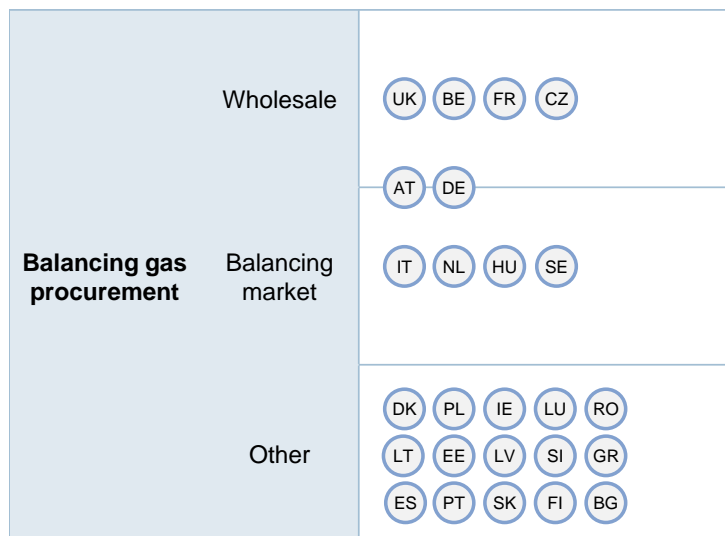 Wholesale
UK BE FR CZ
AT DE
Balancing gas
procurement
Balancing
market
IT NL HU SE
DK PL IE LU RO
Other
LT EE LV SI GR
ES PT SK FI BG